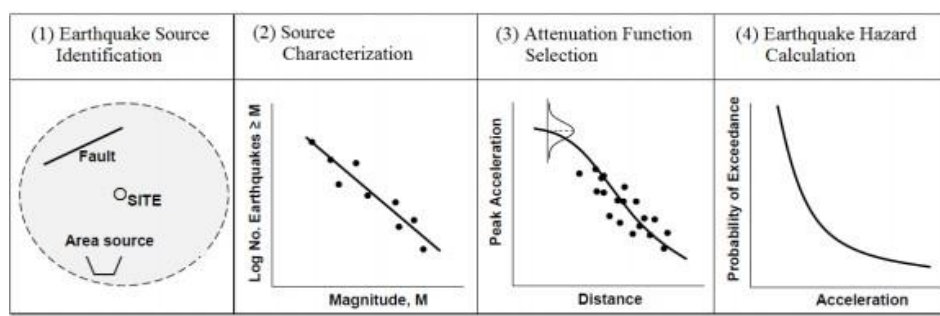 (1) Earthquake Source
Identification
(2) Source
Characterization
(3) Attenuation Function
Selection
(4) Earthquake Hazard
Calculation
Fault
SITE
Area source
Log No. Earthquakes ≥ M
Magnitude, M
Peak Acceleration
Distance
Probability of Exceedance
Acceleration